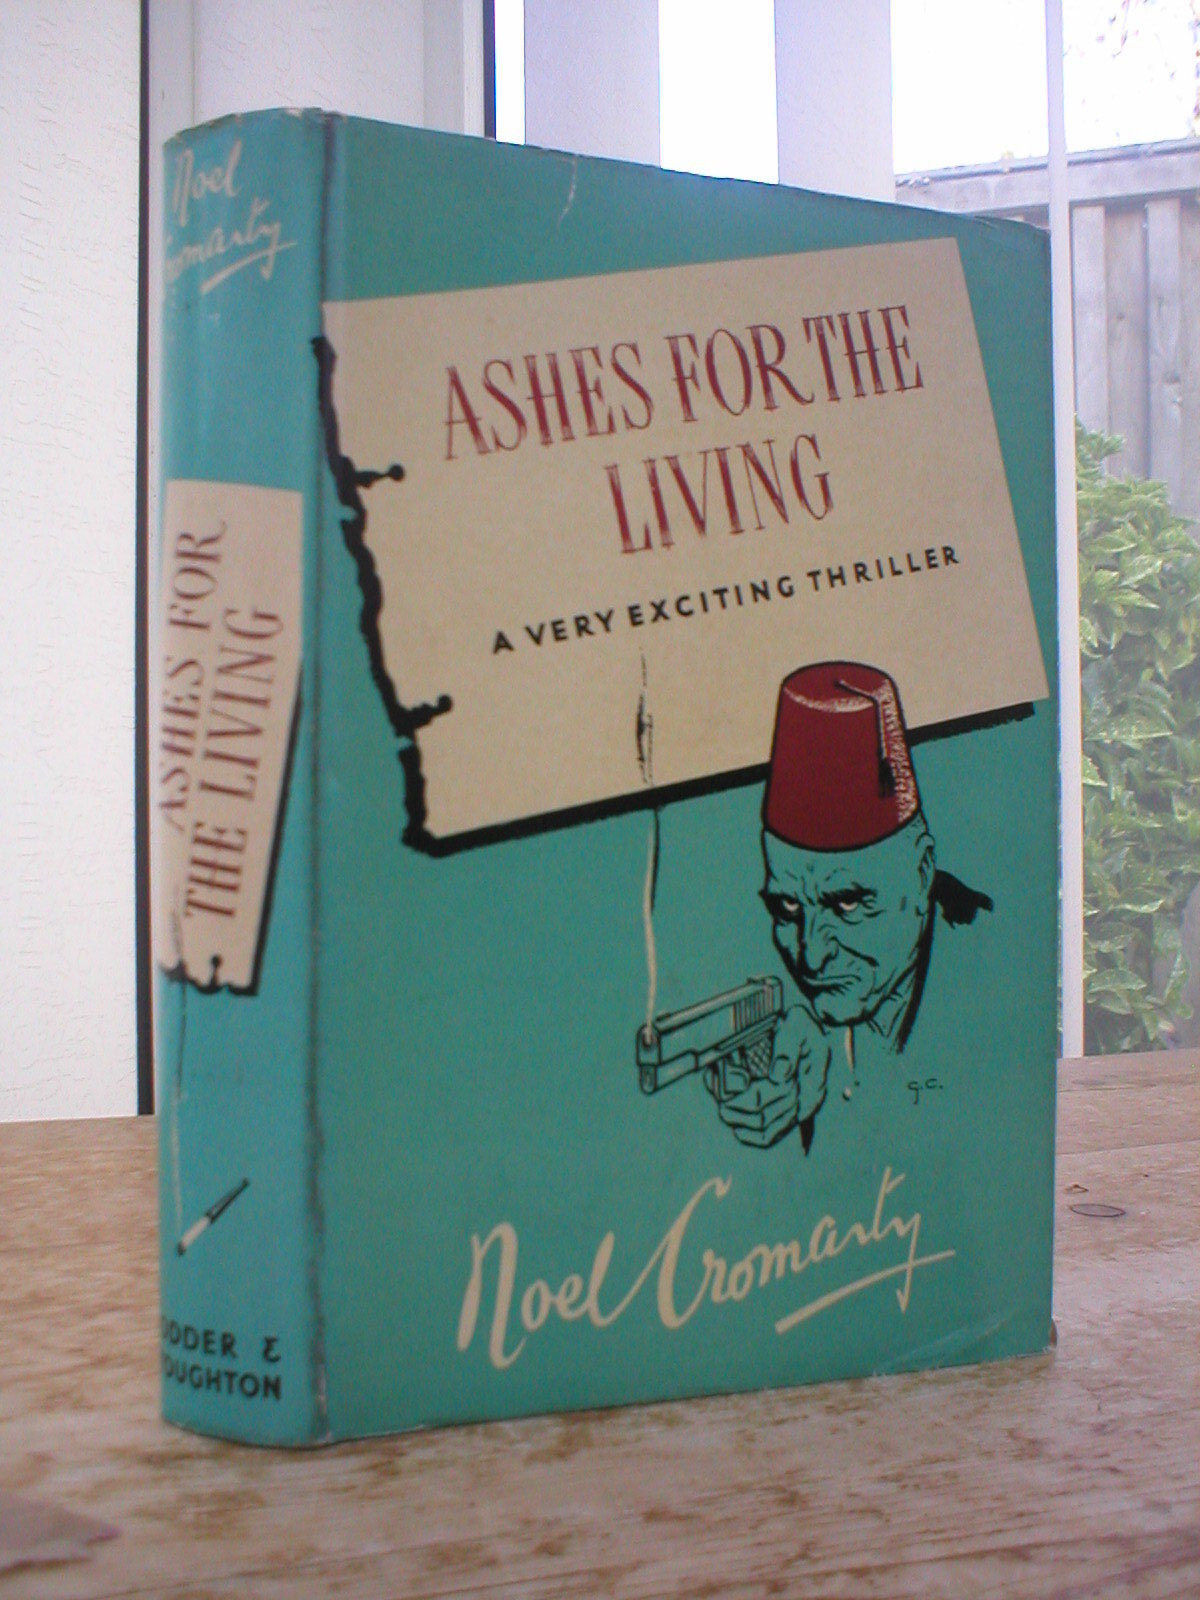 Noel
Cromarty
ASHES FOR
THE LIVING
ODDER &
OUGHTON
ASHES FOR THE
LIVING
A VERY EXCITING THRILLER
G.C.
Noel Cromarty